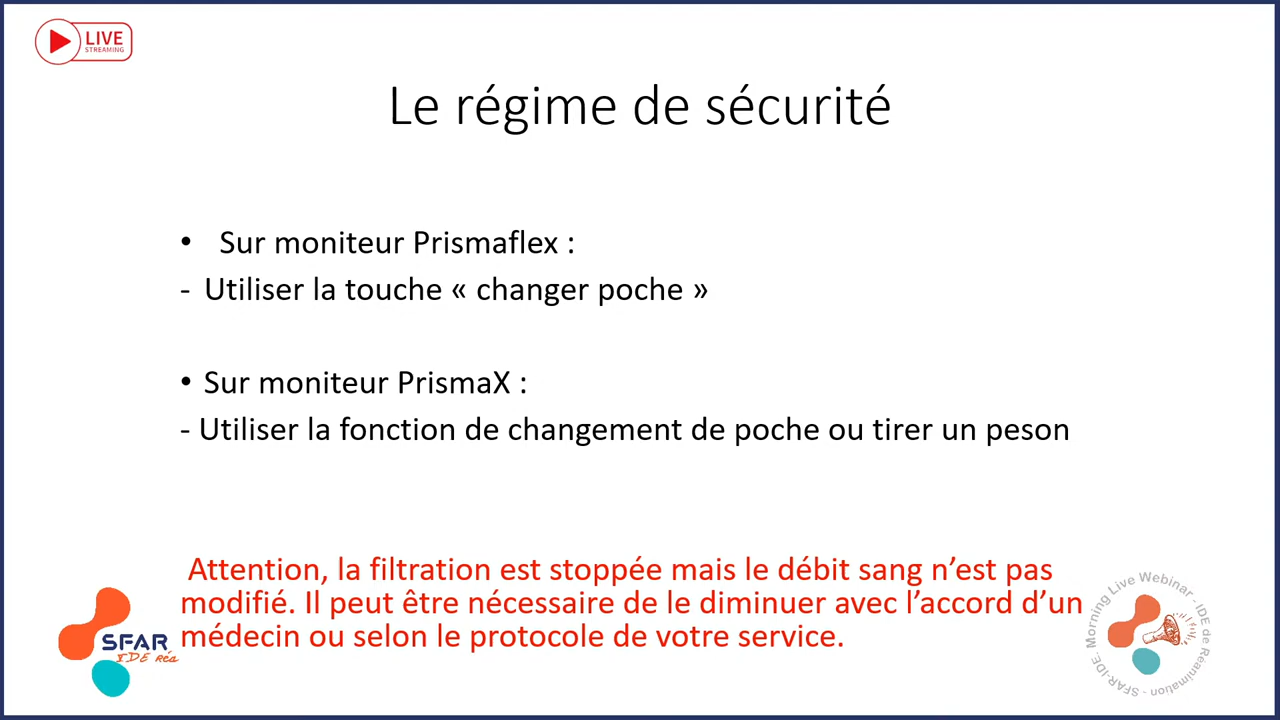 LIVE
STREAMING
Le régime de sécurité
• Sur moniteur Prismaflex :
- Utiliser la touche « changer poche »
• Sur moniteur PrismaX :
- Utiliser la fonction de changement de poche ou tirer un peson
Attention, la filtration est stoppée mais le débit sang n’est pas
modifié. Il peut être nécessaire de le diminuer avec l’accord d’un
médecin ou selon le protocole de votre service.
SFAR
IDE Réa
SFAR-IDE. Morning Live Webinar - IDE de Réanimation -